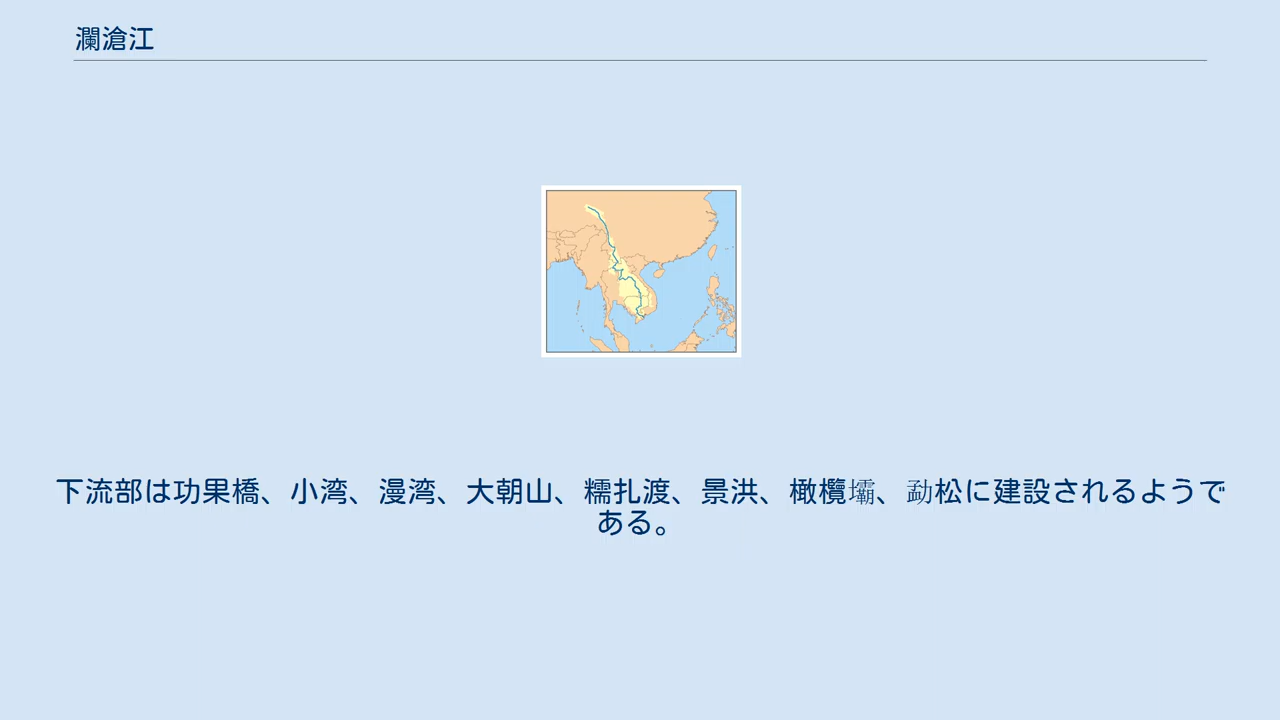 瀾滄江
下流部は功果橋、小湾、漫湾、大朝山、糯扎渡、景洪、橄欖壩、勐松に建設されるようで
ある。